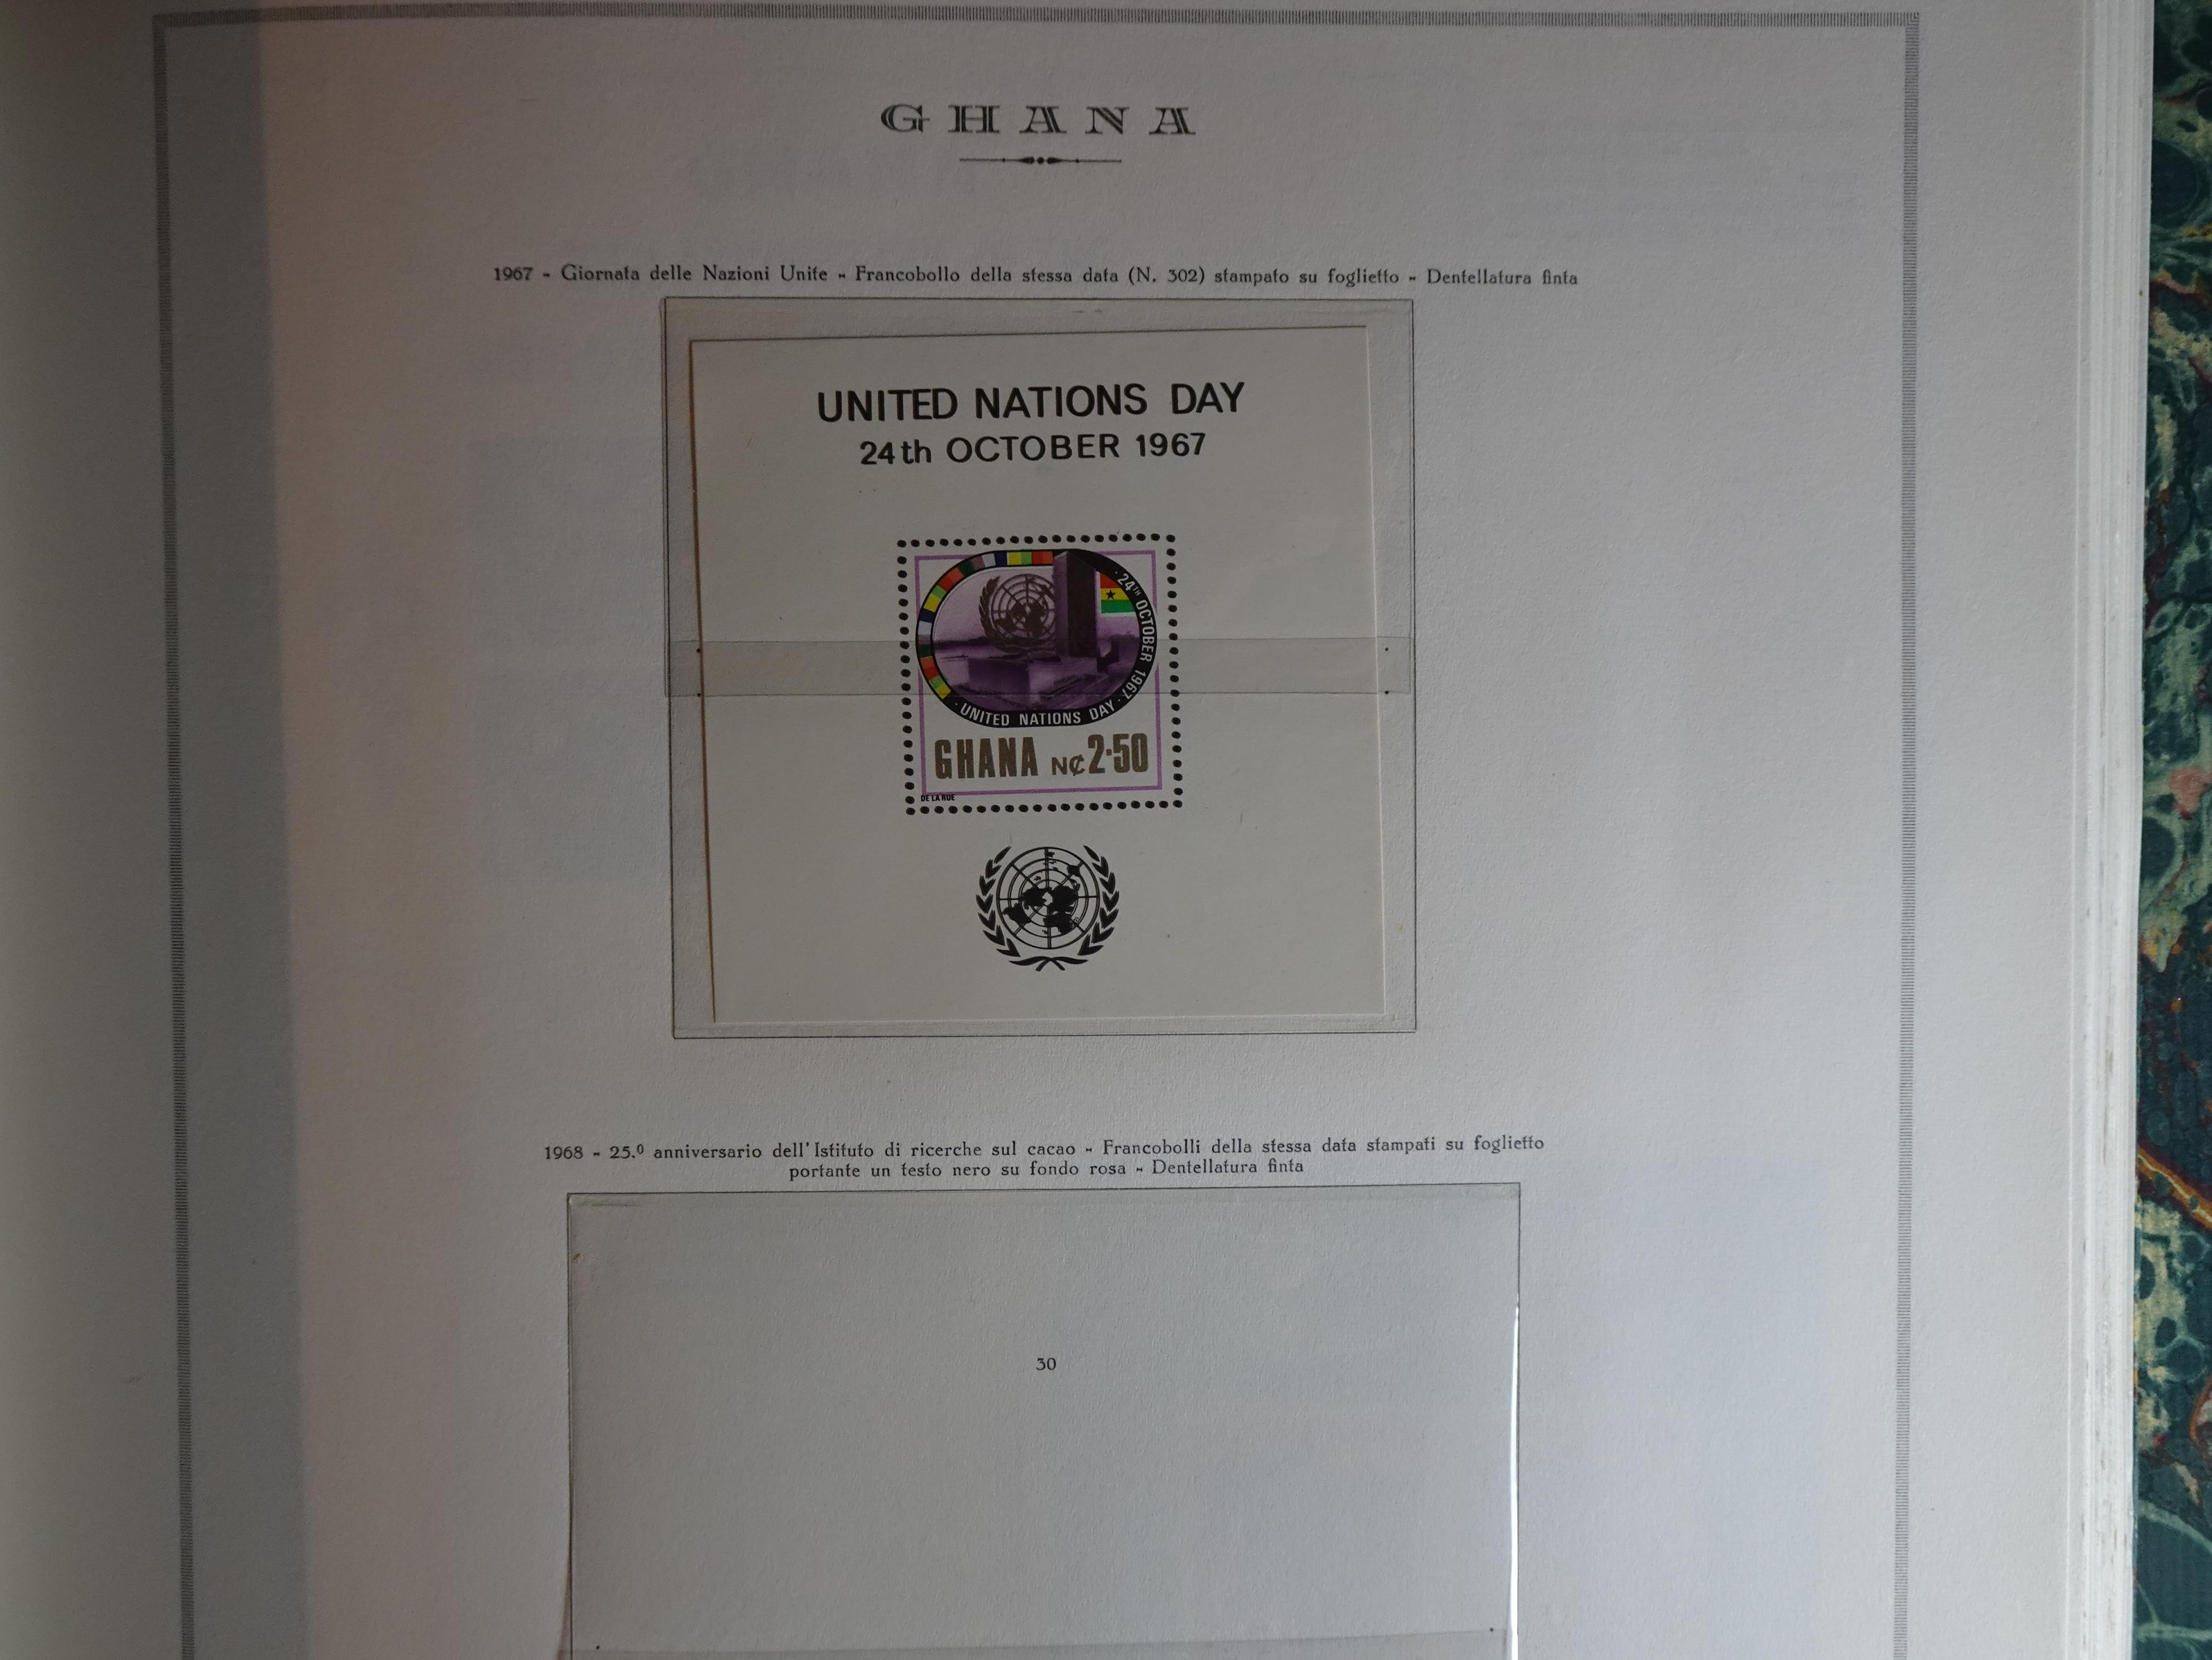 GHANA
1967 - Giornata delle Nazioni Unite - Francobollo della stessa data (N. 302) stampato su foglietto - Dentellatura finta
UNITED NATIONS DAY
24th OCTOBER 1967
· 24TH OCTOBER 1967 ·
· UNITED NATIONS DAY ·
GHANA N₵2·50
DE LA RUE
1968 - 25.º anniversario dell'Istituto di ricerche sul cacao - Francobolli della stessa data stampati su foglietto
portante un testo nero su fondo rosa - Dentellatura finta
30